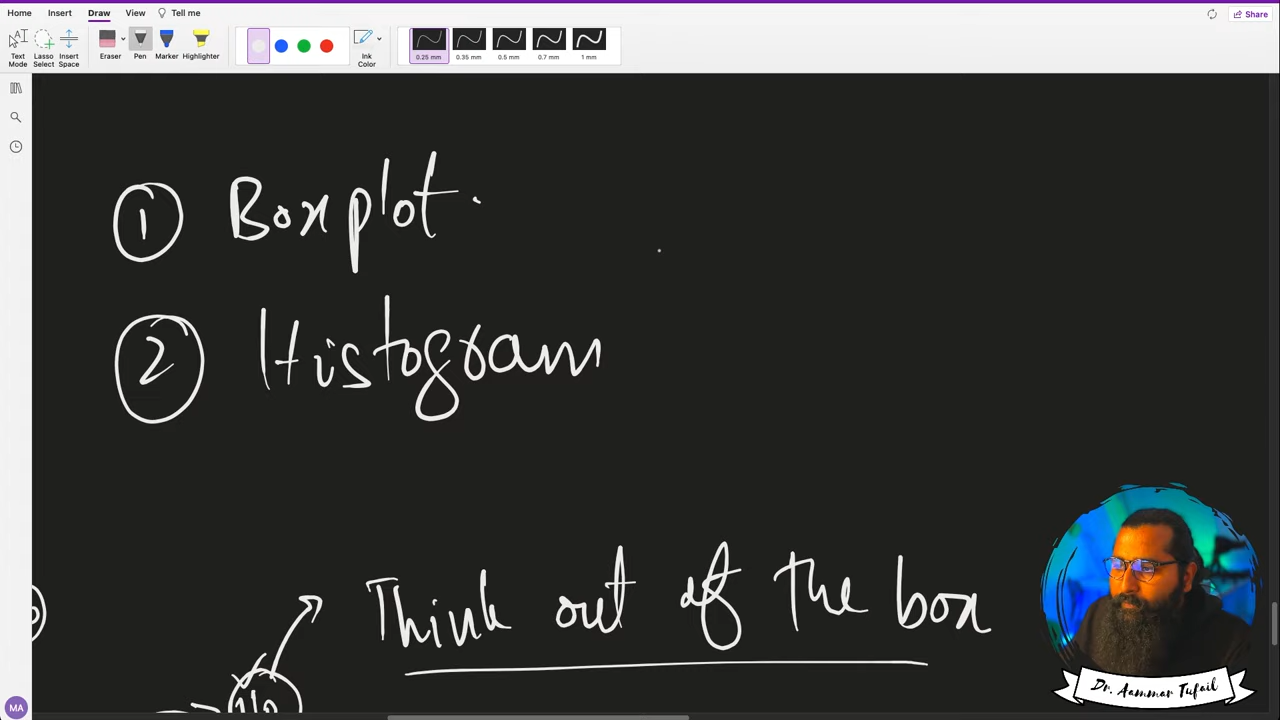 Home Insert Draw View Tell me
Share
Text Mode
Lasso Select
Insert Space
Eraser
Pen
Marker
Highlighter
Ink Color
0.25 mm
0.35 mm
0.5 mm
0.7 mm
1 mm
1 Boxplot
2 Histogram
Think out of the box
Dr. Aammar Tufail
MA